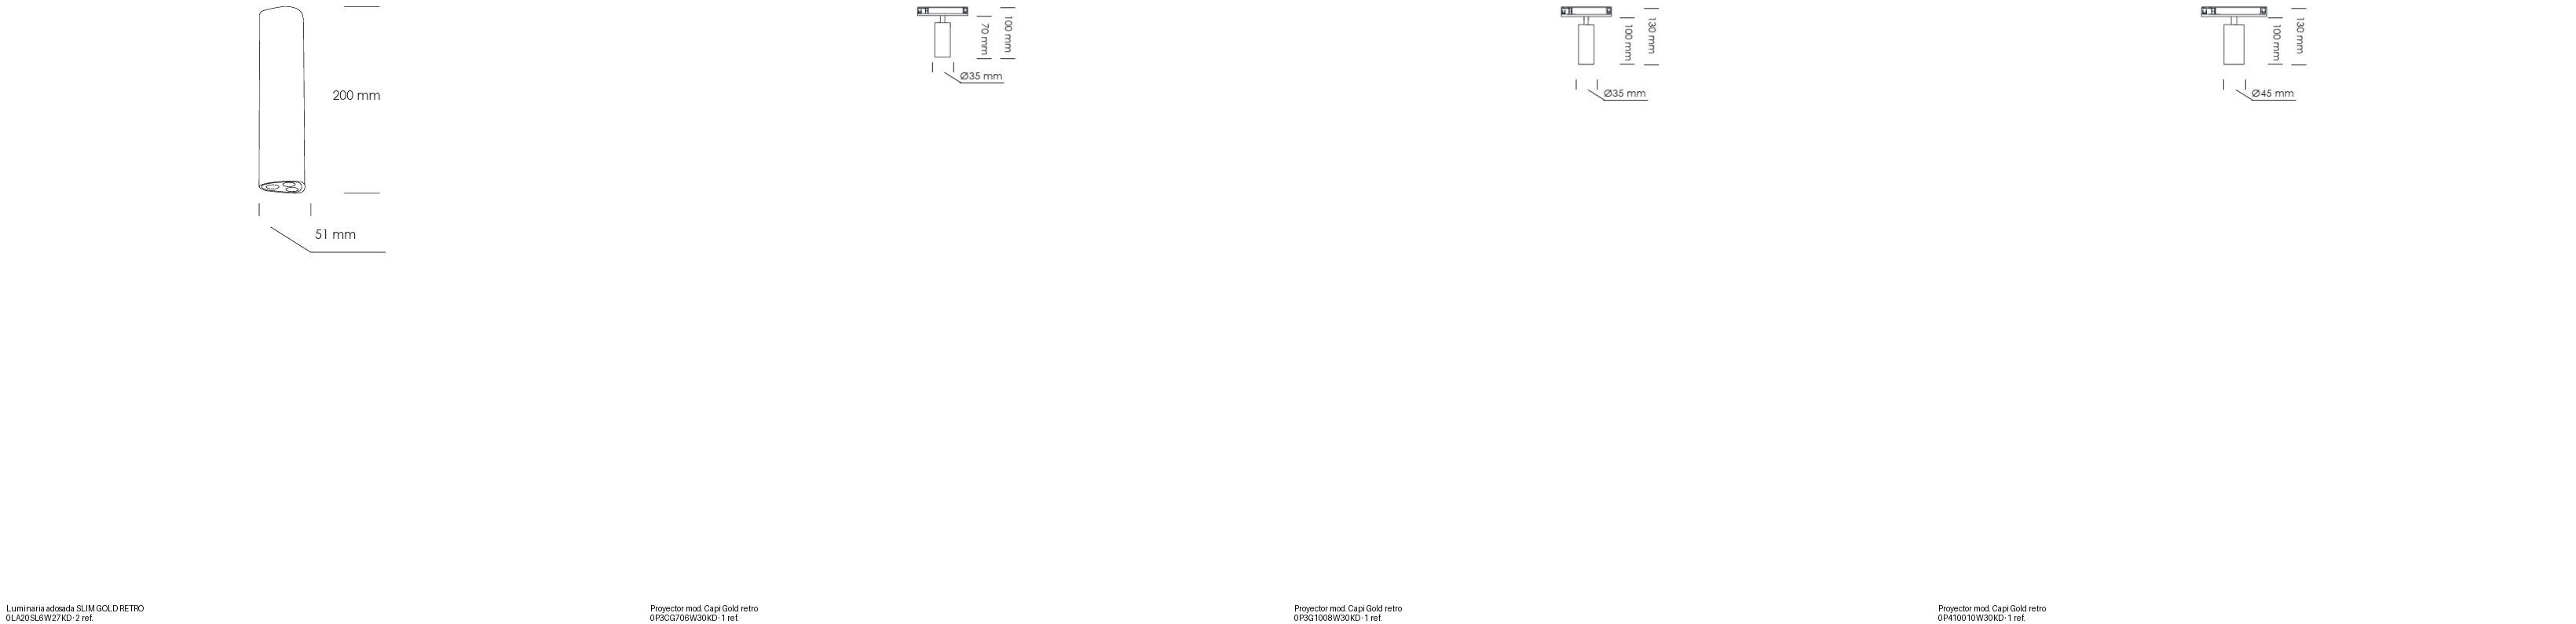 200 mm
51 mm
70 mm
100 mm
Ø35 mm
100 mm
130 mm
Ø35 mm
100 mm
130 mm
Ø45 mm
Luminaria adosada SLIM GOLD RETRO
0LA20SL6W27KD · 2 ref.
Proyector mod. Capi Gold retro
0P3CG706W30KD · 1 ref.
Proyector mod. Capi Gold retro
0P3G1008W30KD · 1 ref.
Proyector mod. Capi Gold retro
0P410010W30KD · 1 ref.